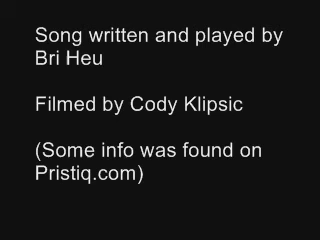 Song written and played by
Bri Heu
Filmed by Cody Klipsic
(Some info was found on
Pristiq.com)